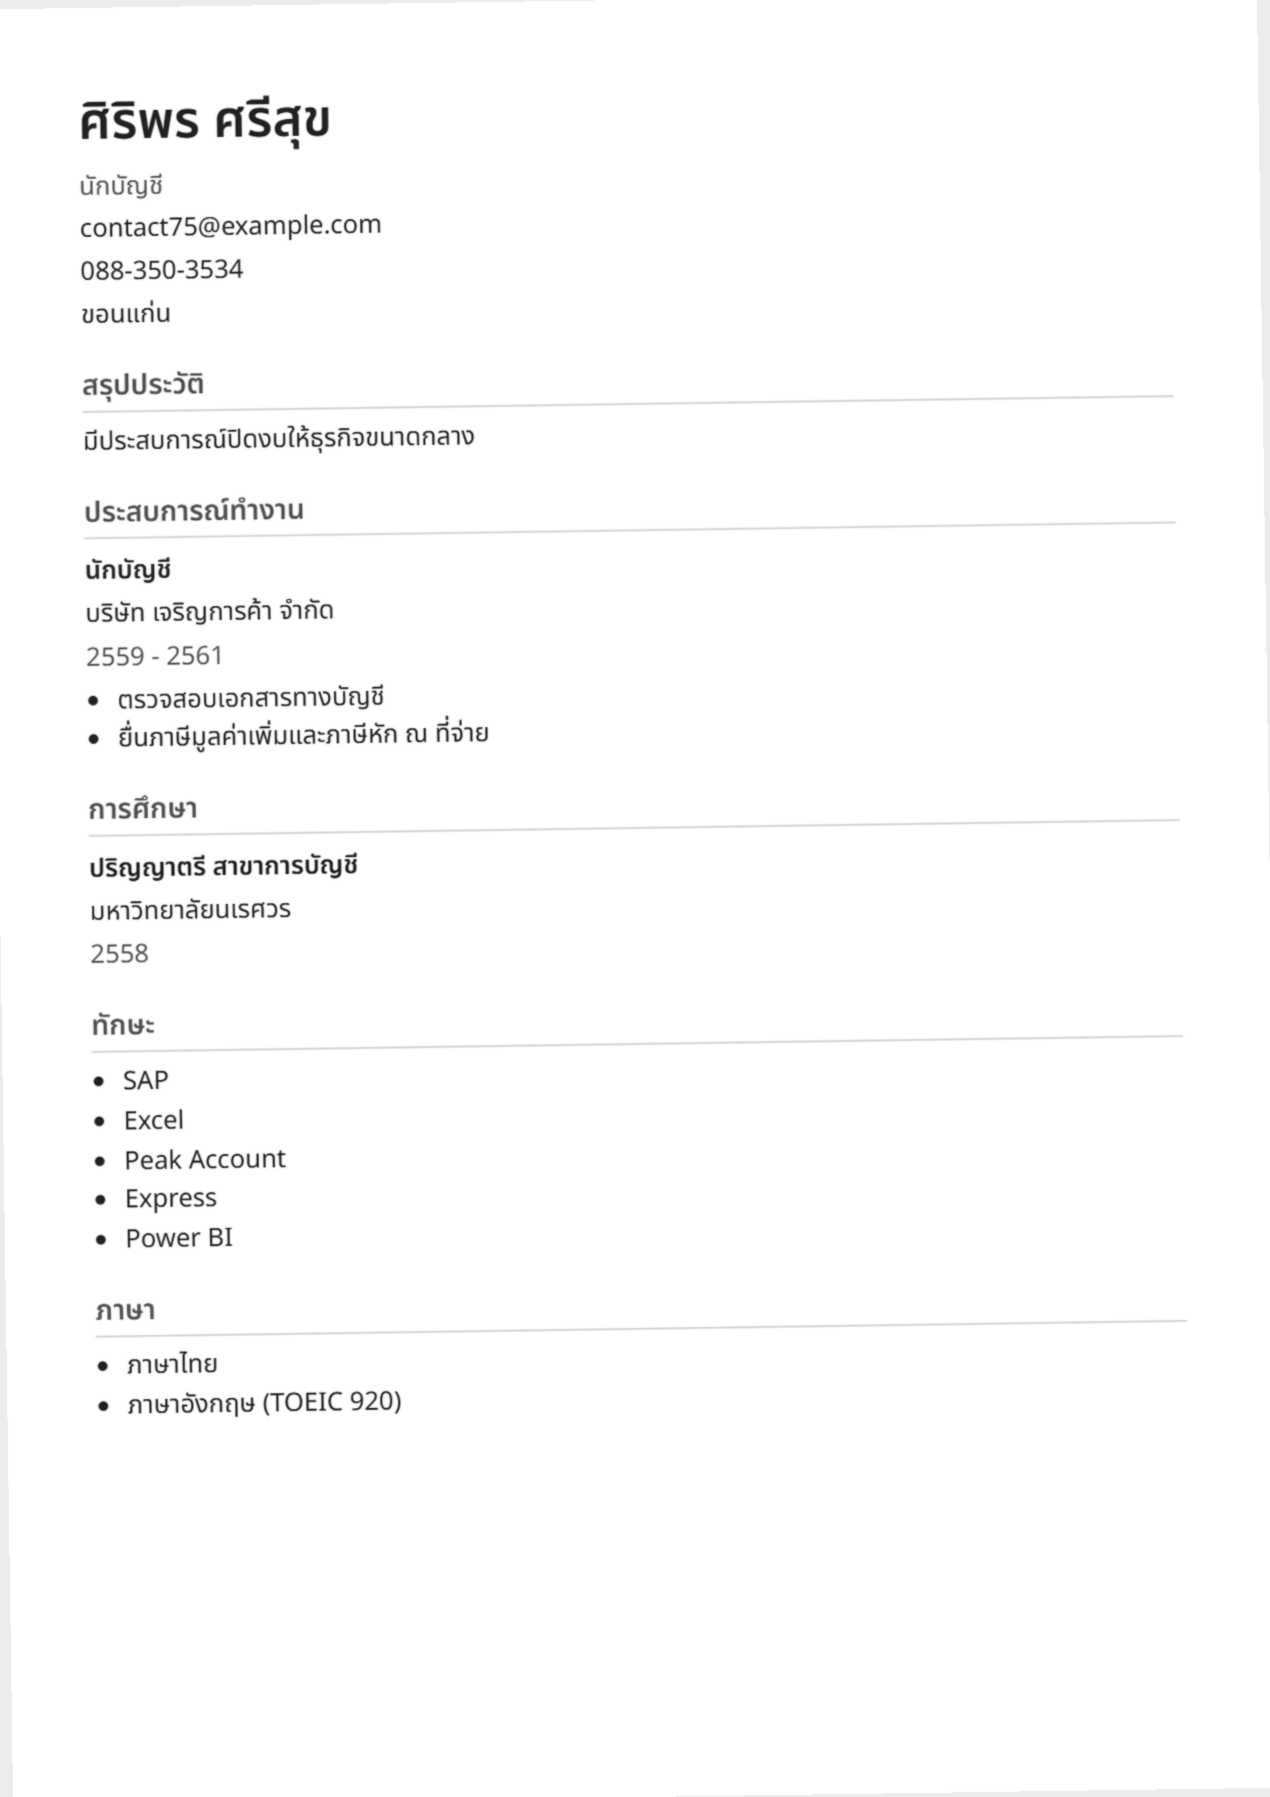 ศิริพร ศรีสุข
นักบัญชี
contact75@example.com
088-350-3534
ขอนแก่น
สรุปประวัติ
มีประสบการณ์ปิดงบให้ธุรกิจขนาดกลาง
ประสบการณ์ทำงาน
นักบัญชี
บริษัท เจริญการค้า จำกัด
2559 - 2561
• ตรวจสอบเอกสารทางบัญชี
• ยื่นภาษีมูลค่าเพิ่มและภาษีหัก ณ ที่จ่าย
การศึกษา
ปริญญาตรี สาขาการบัญชี
มหาวิทยาลัยนเรศวร
2558
ทักษะ
• SAP
• Excel
• Peak Account
• Express
• Power BI
ภาษา
• ภาษาไทย
• ภาษาอังกฤษ (TOEIC 920)